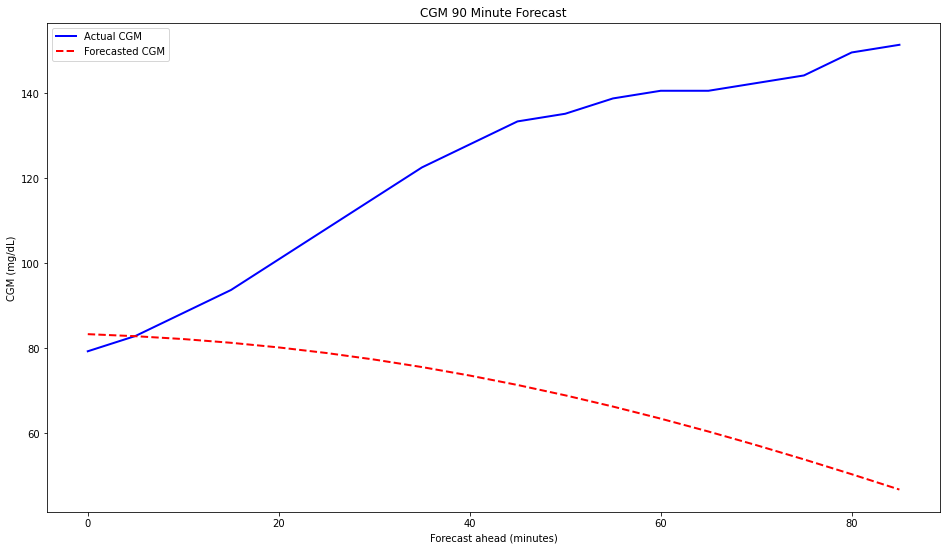 CGM 90 Minute Forecast
Actual CGM
Forecasted CGM
CGM (mg/dL)
140
120
100
80
60
0 20 40 60 80
Forecast ahead (minutes)